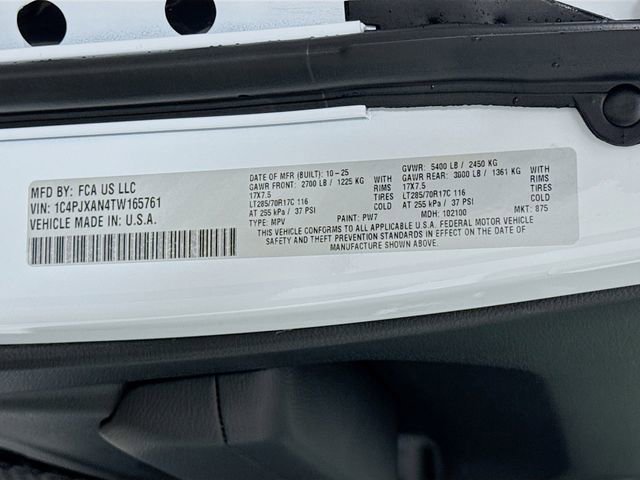 MFD BY: FCA US LLC
VIN: 1C4PJXAN4TW165761
VEHICLE MADE IN: U.S.A.
DATE OF MFR (BUILT): 10-25
GAWR FRONT: 2700 LB / 1225 KG WITH
17X7.5 RIMS
LT285/70R17C 116 TIRES
AT 255 kPa / 37 PSI COLD
TYPE: MPV PAINT: PW7
GVWR: 5400 LB / 2450 KG
GAWR REAR: 3000 LB / 1361 KG WITH
17X7.5 RIMS
LT285/70R17C 116 TIRES
AT 255 kPa / 37 PSI COLD
MDH: 102100 MKT: 875
THIS VEHICLE CONFORMS TO ALL APPLICABLE U.S.A. FEDERAL MOTOR VEHICLE
SAFETY AND THEFT PREVENTION STANDARDS IN EFFECT ON THE DATE OF
MANUFACTURE SHOWN ABOVE.